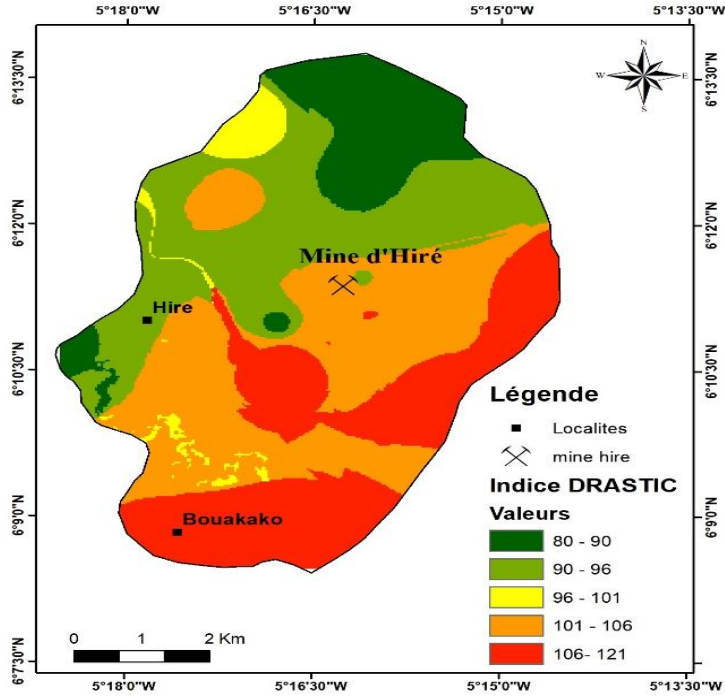 5°18'0"W 5°16'30"W 5°15'0"W 5°13'30"W
6°13'30"N 6°13'30"N
N
W E
S
6°12'0"N 6°12'0"N
Mine d'Hiré
Hire
6°10'30"N 6°10'30"N
Légende
Localites
mine hire
Indice DRASTIC
Valeurs
6°9'0"N 6°9'0"N
Bouakako
80 - 90
90 - 96
96 - 101
101 - 106
106- 121
0 1 2 Km
6°7'30"N 6°7'30"N
5°18'0"W 5°16'30"W 5°15'0"W 5°13'30"W